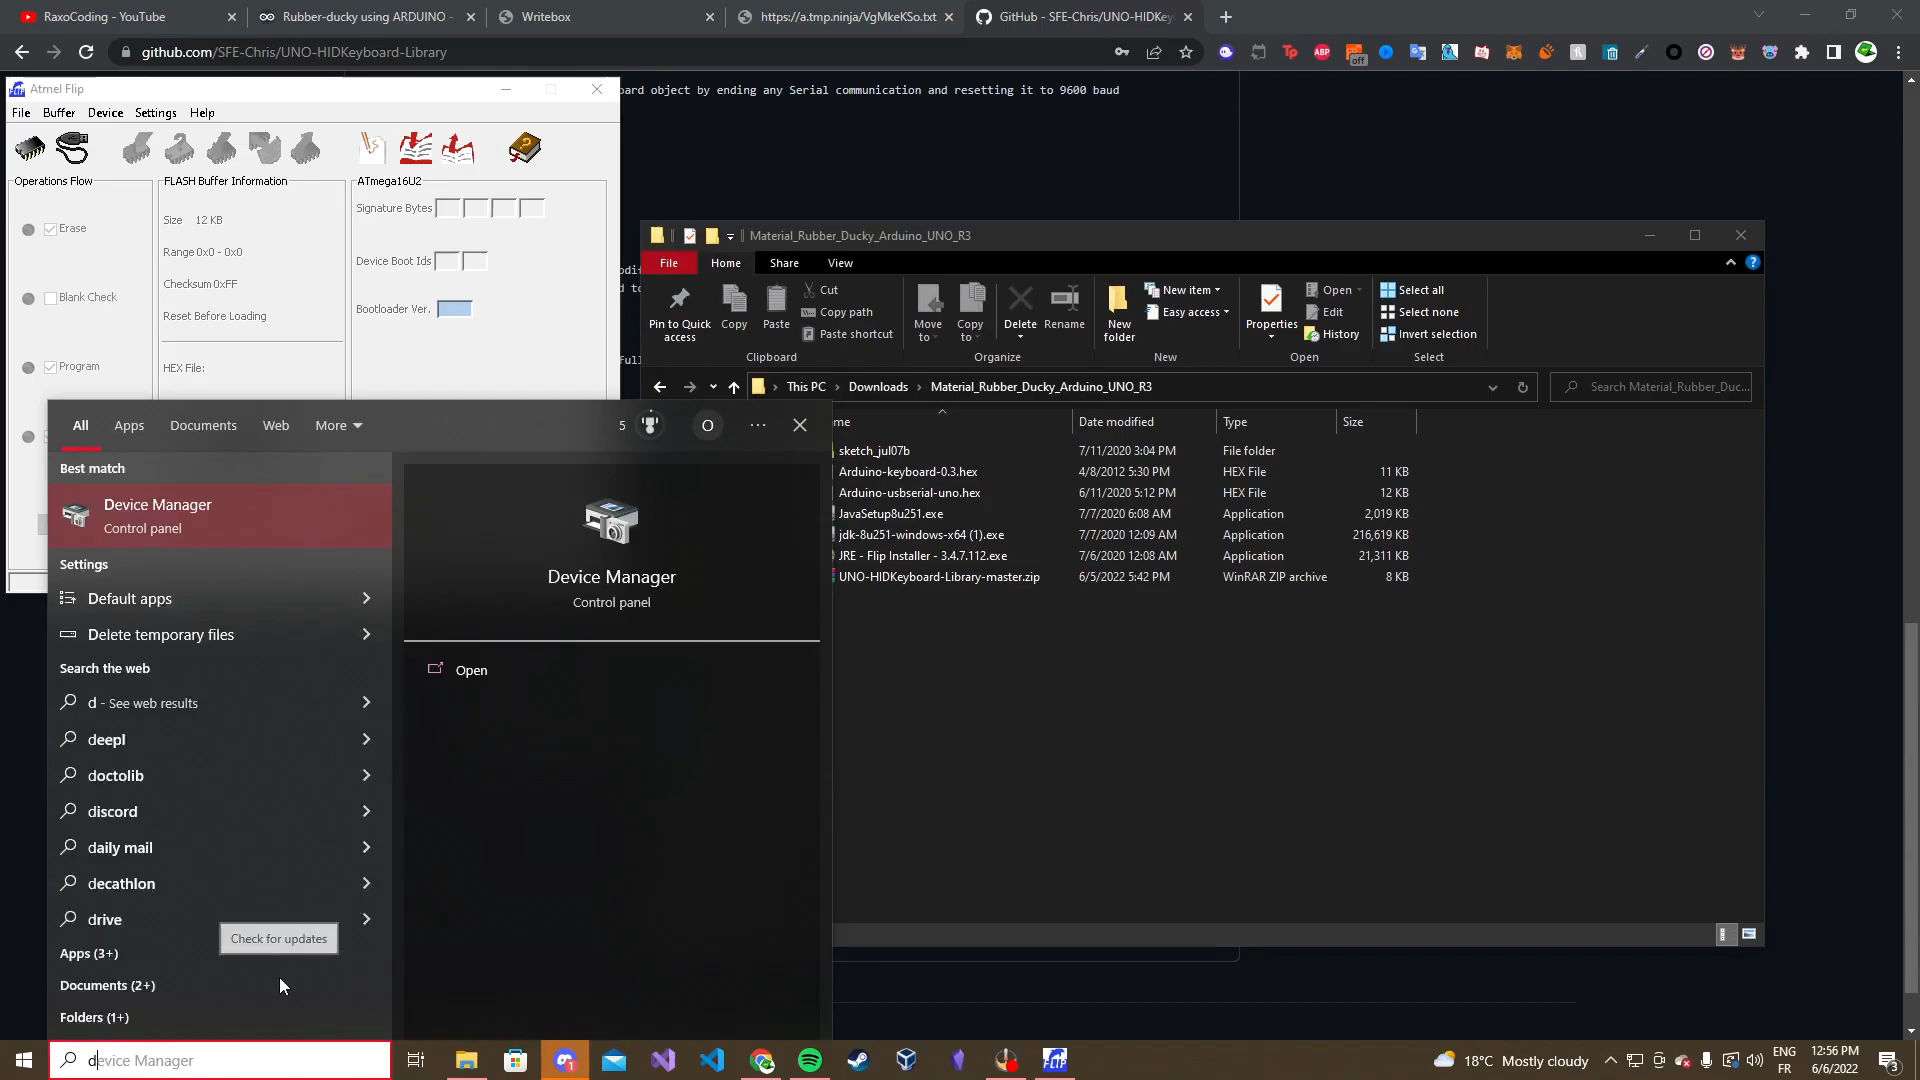 RaxoCoding - YouTube
Rubber-ducky using ARDUINO -
Writebox
https://a.tmp.ninja/VgMkeKSo.txt
GitHub - SFE-Chris/UNO-HIDKey
github.com/SFE-Chris/UNO-HIDKeyboard-Library
Tp
ABP
off
Atmel Flip
oard object by ending any Serial communication and resetting it to 9600 baud
File Buffer Device Settings Help
Operations Flow
Erase
Blank Check
Program
FLASH Buffer Information
Size 12 KB
Range 0x0 - 0x0
Checksum 0xFF
Reset Before Loading
HEX File:
ATmega16U2
Signature Bytes
Device Boot Ids
Bootloader Ver.
odif
d to
full
Material_Rubber_Ducky_Arduino_UNO_R3
File Home Share View
Pin to Quick access
Copy
Paste
Cut
Copy path
Paste shortcut
Clipboard
Move to
Copy to
Delete
Rename
Organize
New folder
New item
Easy access
New
Properties
Open
Edit
History
Open
Select all
Select none
Invert selection
Select
This PC Downloads Material_Rubber_Ducky_Arduino_UNO_R3
Search Material_Rubber_Duc...
me Date modified Type Size
sketch_jul07b 7/11/2020 3:04 PM File folder
Arduino-keyboard-0.3.hex 4/8/2012 5:30 PM HEX File 11 KB
Arduino-usbserial-uno.hex 6/11/2020 5:12 PM HEX File 12 KB
JavaSetup8u251.exe 7/7/2020 6:08 AM Application 2,019 KB
jdk-8u251-windows-x64 (1).exe 7/7/2020 12:09 AM Application 216,619 KB
JRE - Flip Installer - 3.4.7.112.exe 7/6/2020 12:08 AM Application 21,311 KB
UNO-HIDKeyboard-Library-master.zip 6/5/2022 5:42 PM WinRAR ZIP archive 8 KB
All Apps Documents Web More
5
O
Best match
Device Manager
Control panel
Settings
Default apps
Delete temporary files
Search the web
d - See web results
deepl
doctolib
discord
daily mail
decathlon
drive
Check for updates
Apps (3+)
Documents (2+)
Folders (1+)
Device Manager
Control panel
Open
device Manager
FLIP
18°C Mostly cloudy
ENG
FR
12:56 PM
6/6/2022
3